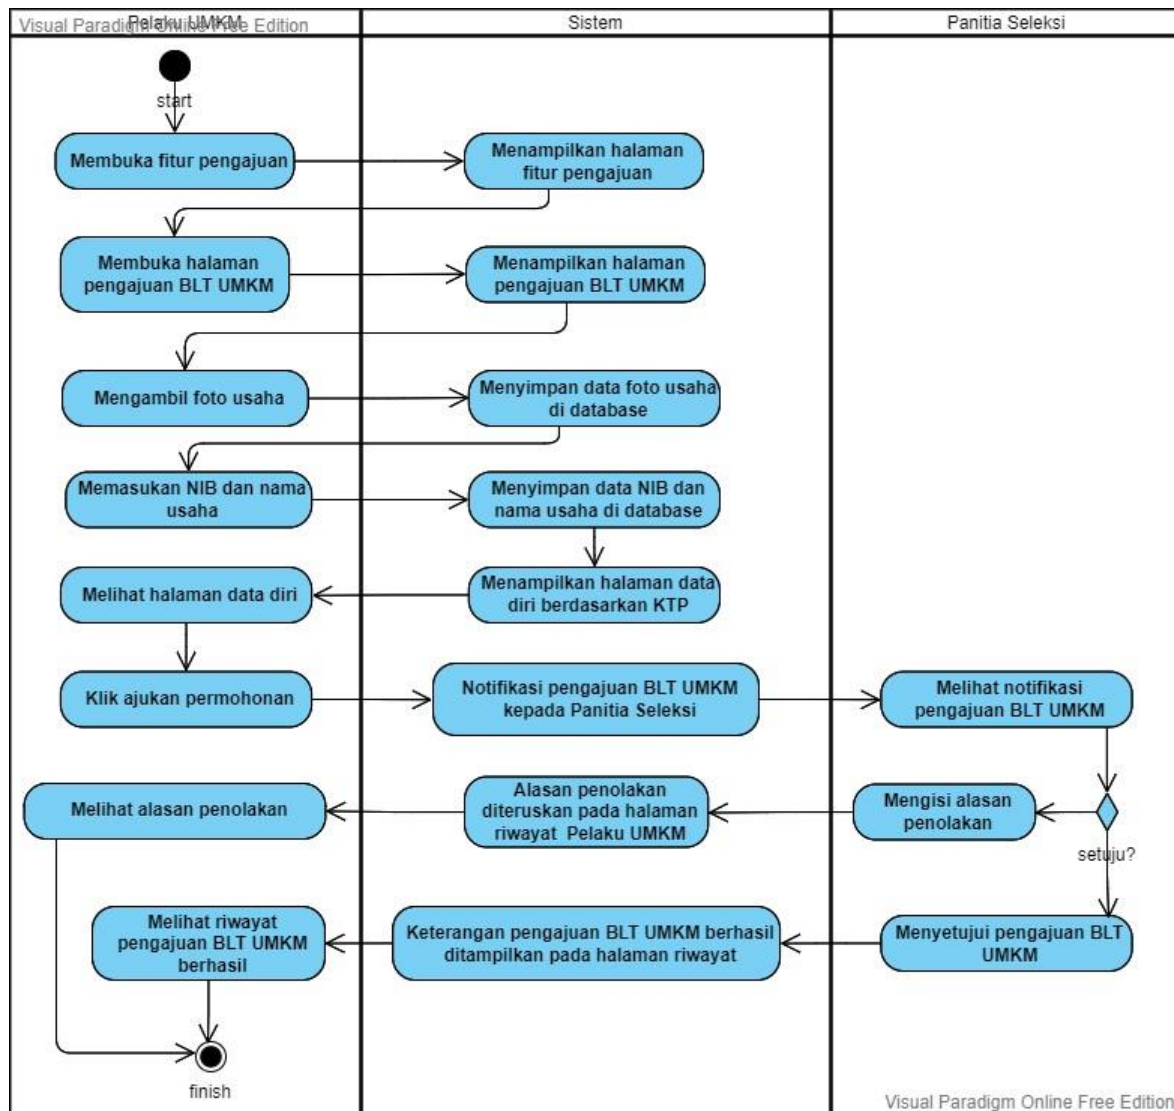 Visual Paradigm Online Free Edition
Pelaku UMKM
Sistem
Panitia Seleksi
start
Membuka fitur pengajuan
Menampilkan halaman
fitur pengajuan
Membuka halaman
pengajuan BLT UMKM
Menampilkan halaman
pengajuan BLT UMKM
Mengambil foto usaha
Menyimpan data foto usaha
di database
Memasukan NIB dan nama
usaha
Menyimpan data NIB dan
nama usaha di database
Melihat halaman data diri
Menampilkan halaman data
diri berdasarkan KTP
Klik ajukan permohonan
Notifikasi pengajuan BLT UMKM
kepada Panitia Seleksi
Melihat notifikasi
pengajuan BLT UMKM
Melihat alasan penolakan
Alasan penolakan
diteruskan pada halaman
riwayat Pelaku UMKM
Mengisi alasan
penolakan
setuju?
Melihat riwayat
pengajuan BLT UMKM
berhasil
Keterangan pengajuan BLT UMKM berhasil
ditampilkan pada halaman riwayat
Menyetujui pengajuan BLT
UMKM
finish
Visual Paradigm Online Free Edition